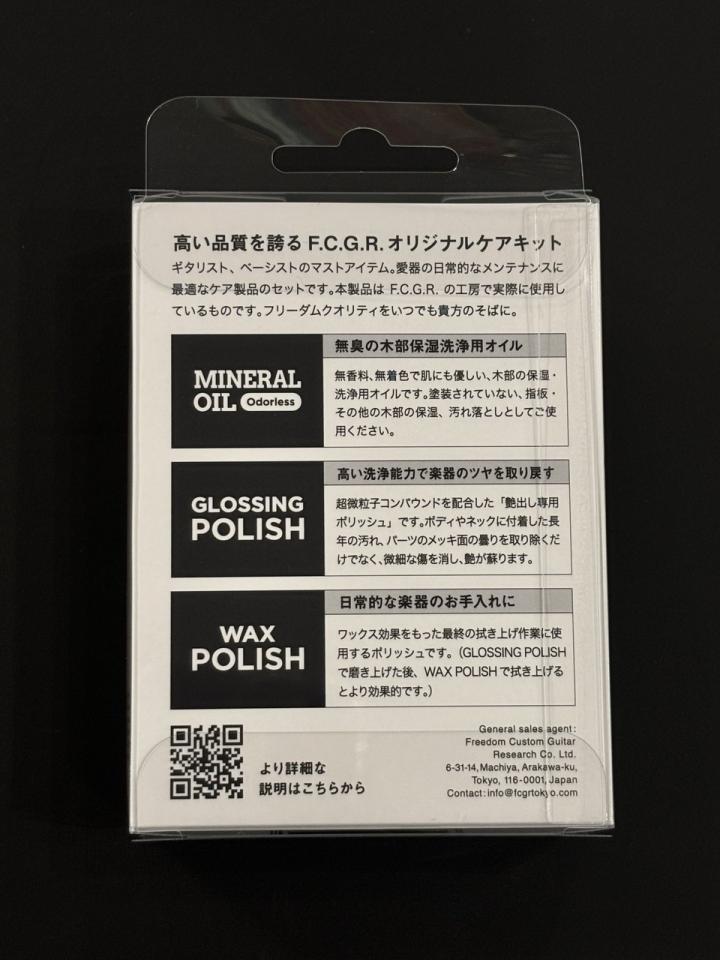 高い品質を誇る F.C.G.R. オリジナルケアキット
ギタリスト、ベーシストのマストアイテム。愛器の日常的なメンテナンスに
最適なケア製品のセットです。本製品は F.C.G.R. の工房で実際に使用し
ているものです。フリーダムクオリティをいつでも貴方のそばに。
MINERAL
OIL Odorless
無臭の木部保湿洗浄用オイル
無香料、無着色で肌にも優しい、木部の保湿・
洗浄用オイルです。塗装されていない、指板・
その他の木部の保湿、汚れ落としとしてご使
用ください。
GLOSSING
POLISH
高い洗浄能力で楽器のツヤを取り戻す
超微粒子コンパウンドを配合した「艶出し専用
ポリッシュ」です。ボディやネックに付着した長
年の汚れ、パーツのメッキ面の曇りを取り除くだ
けでなく、微細な傷を消し、艶が蘇ります。
WAX
POLISH
日常的な楽器のお手入れに
ワックス効果をもった最終の拭き上げ作業に使
用するポリッシュです。（GLOSSING POLISH
で磨き上げた後、WAX POLISH で拭き上げる
とより効果的です。）
より詳細な
説明はこちらから
General sales agent:
Freedom Custom Guitar
Research Co. Ltd.
6-31-14, Machiya, Arakawa-ku,
Tokyo, 116-0001, Japan
Contact: info@fcgrtokyo.com